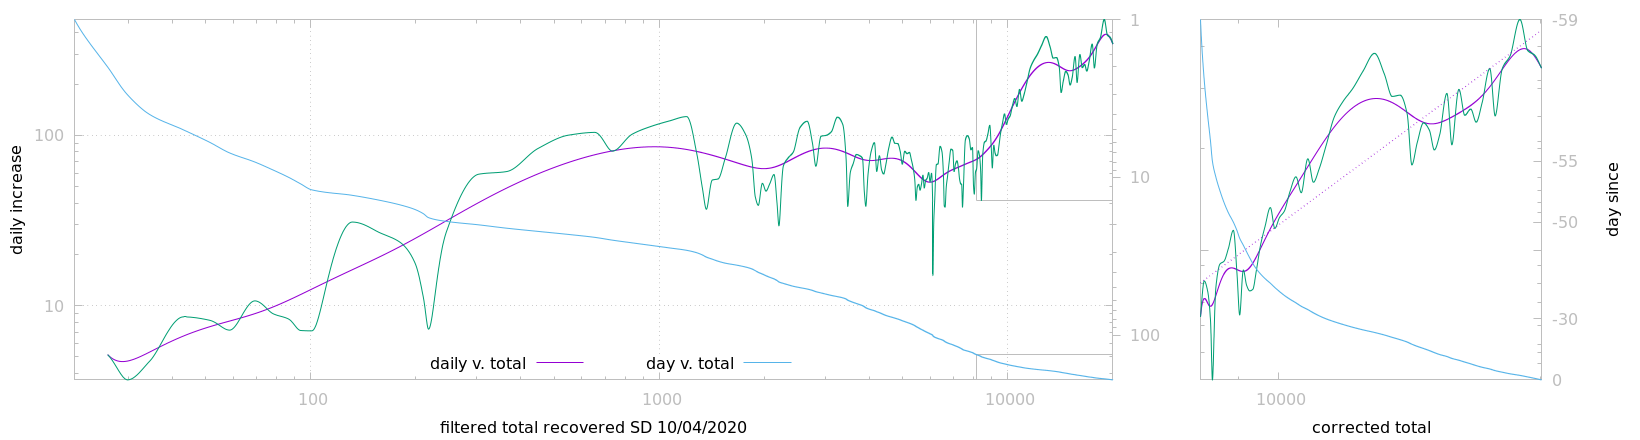 daily increase
100
10
1
10
100
daily v. total
day v. total
100
1000
10000
filtered total recovered SD 10/04/2020
-59
-55
-50
-30
0
day since
10000
corrected total